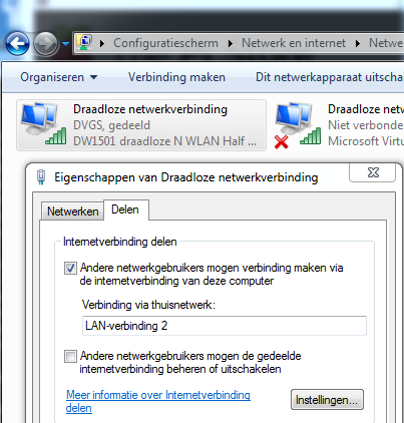 Configuratiescherm ▸ Netwerk en internet ▸ Netwe
Organiseren Verbinding maken Dit netwerkapparaat uitscha
Draadloze netwerkverbinding
DVGS, gedeeld
DW1501 draadloze N WLAN Half ...
Draadloze netw
Niet verbonde
Microsoft Virtu
Eigenschappen van Draadloze netwerkverbinding
Netwerken Delen
Internetverbinding delen
Andere netwerkgebruikers mogen verbinding maken via
de internetverbinding van deze computer
Verbinding via thuisnetwerk:
LAN-verbinding 2
Andere netwerkgebruikers mogen de gedeelde
internetverbinding beheren of uitschakelen
Meer informatie over Internetverbinding
delen
Instellingen...